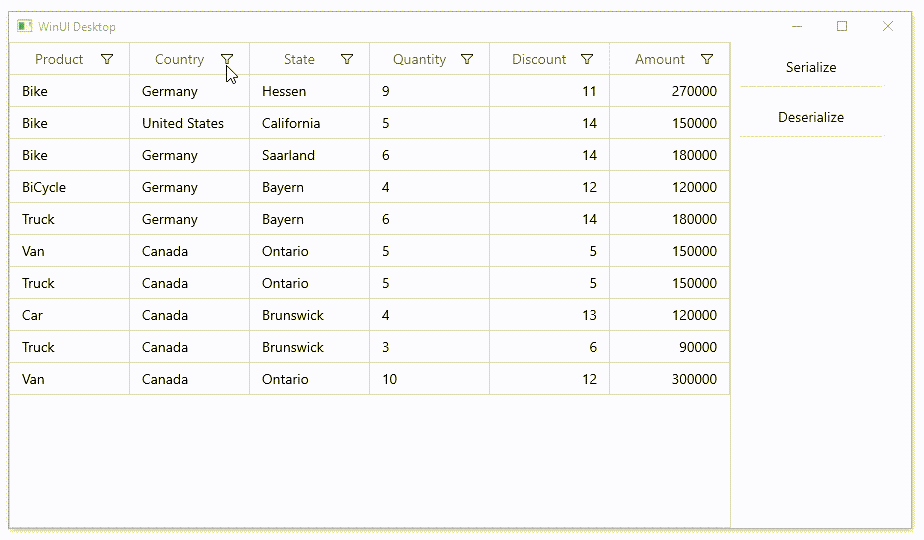 WinUI Desktop
Product Country State Quantity Discount Amount
Serialize
Bike Germany Hessen 9 11 270000
Deserialize
Bike United States California 5 14 150000
Bike Germany Saarland 6 14 180000
BiCycle Germany Bayern 4 12 120000
Truck Germany Bayern 6 14 180000
Van Canada Ontario 5 5 150000
Truck Canada Ontario 5 5 150000
Car Canada Brunswick 4 13 120000
Truck Canada Brunswick 3 6 90000
Van Canada Ontario 10 12 300000